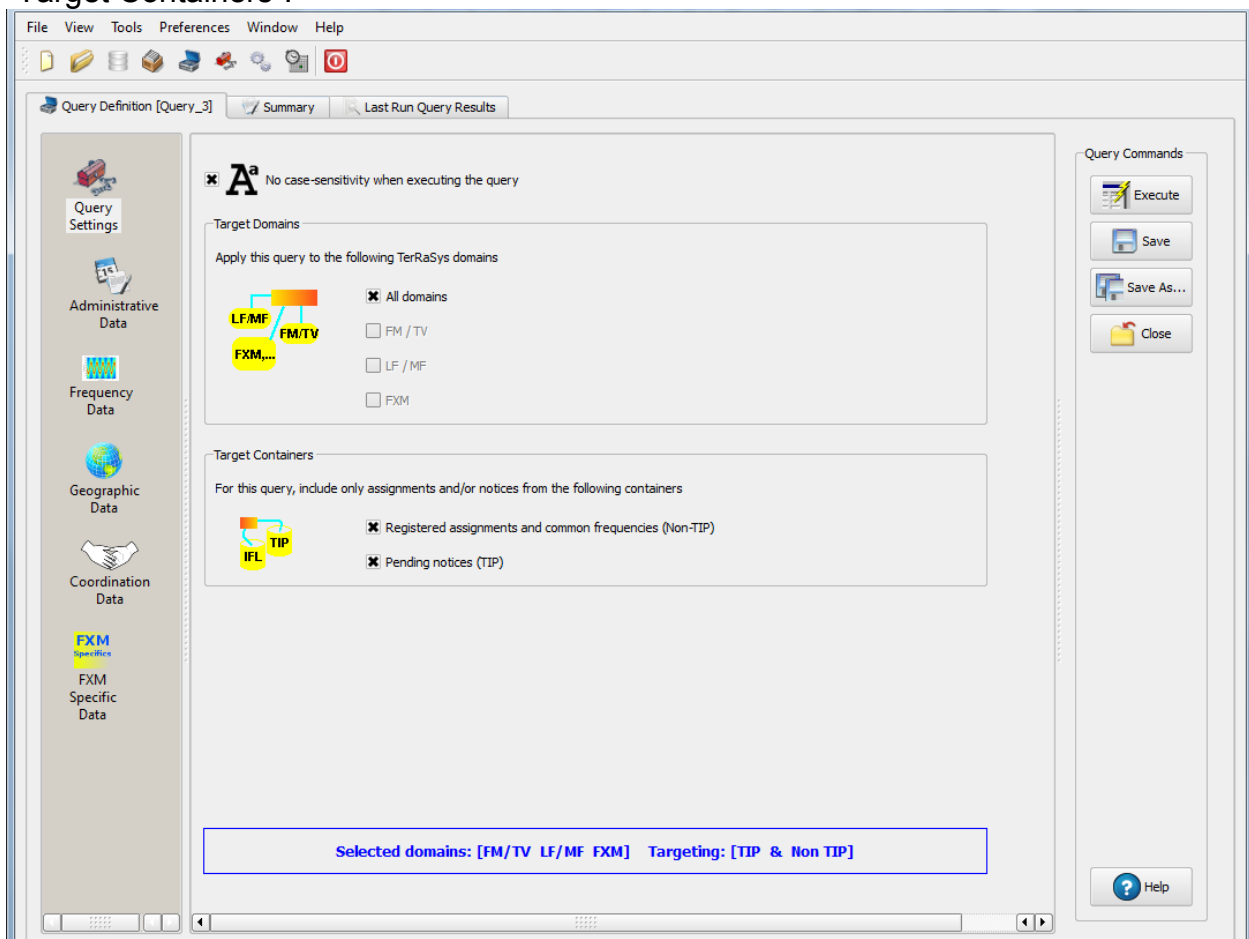 Target Containers .
File View Tools Preferences Window Help
Query Definition [Query_3] Summary Last Run Query Results
Query
Settings
Administrative
Data
Frequency
Data
Geographic
Data
Coordination
Data
FXM
Specifics
FXM
Specific
Data
Aa No case-sensitivity when executing the query
Target Domains
Apply this query to the following TerRaSys domains
LF/MF
FM/TV
FXM,...
All domains
FM / TV
LF / MF
FXM
Target Containers
For this query, include only assignments and/or notices from the following containers
TIP
IFL
Registered assignments and common frequencies (Non-TIP)
Pending notices (TIP)
Selected domains: [FM/TV LF/MF FXM] Targeting: [TIP & Non TIP]
Query Commands
Execute
Save
Save As...
Close
Help